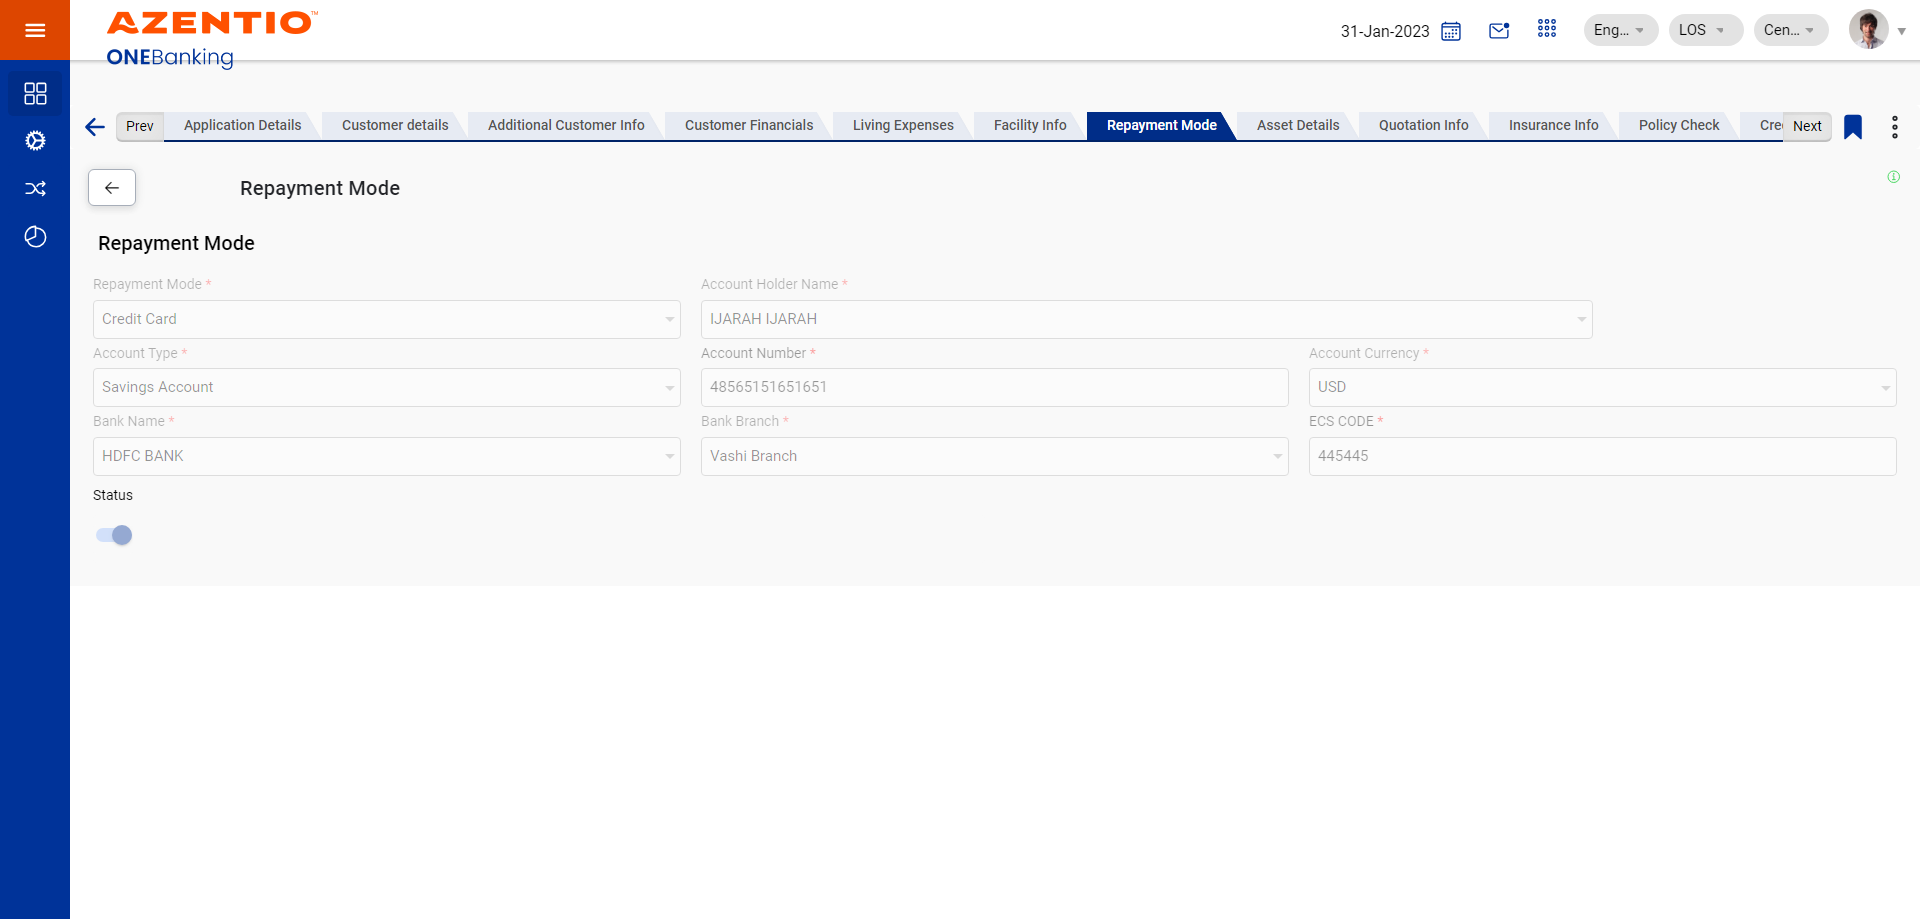 AZENTIO™
ONEBanking
31-Jan-2023
Eng...
LOS
Cen...
Prev
Application Details
Customer details
Additional Customer Info
Customer Financials
Living Expenses
Facility Info
Repayment Mode
Asset Details
Quotation Info
Insurance Info
Policy Check
Cre
Next
Repayment Mode
Repayment Mode
Repayment Mode *
Account Holder Name *
Credit Card
IJARAH IJARAH
Account Type *
Account Number *
Account Currency *
Savings Account
48565151651651
USD
Bank Name *
Bank Branch *
ECS CODE *
HDFC BANK
Vashi Branch
445445
Status